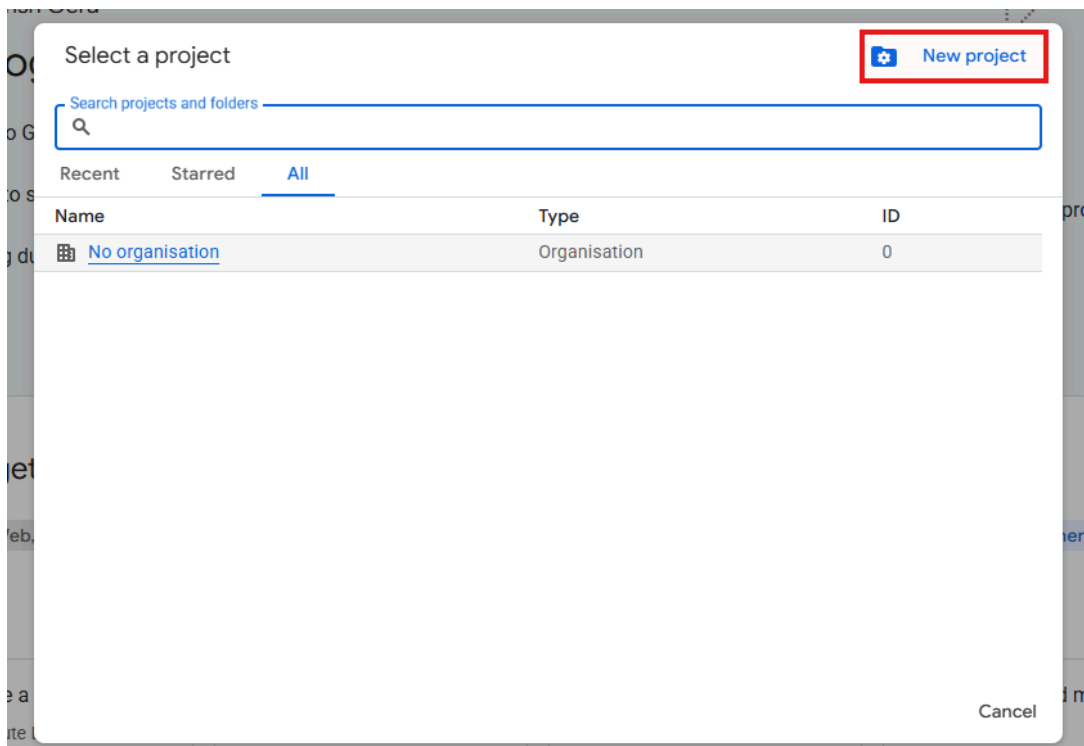 Select a project
New project
Search projects and folders
Recent Starred All
Name Type ID
No organisation Organisation 0
Cancel